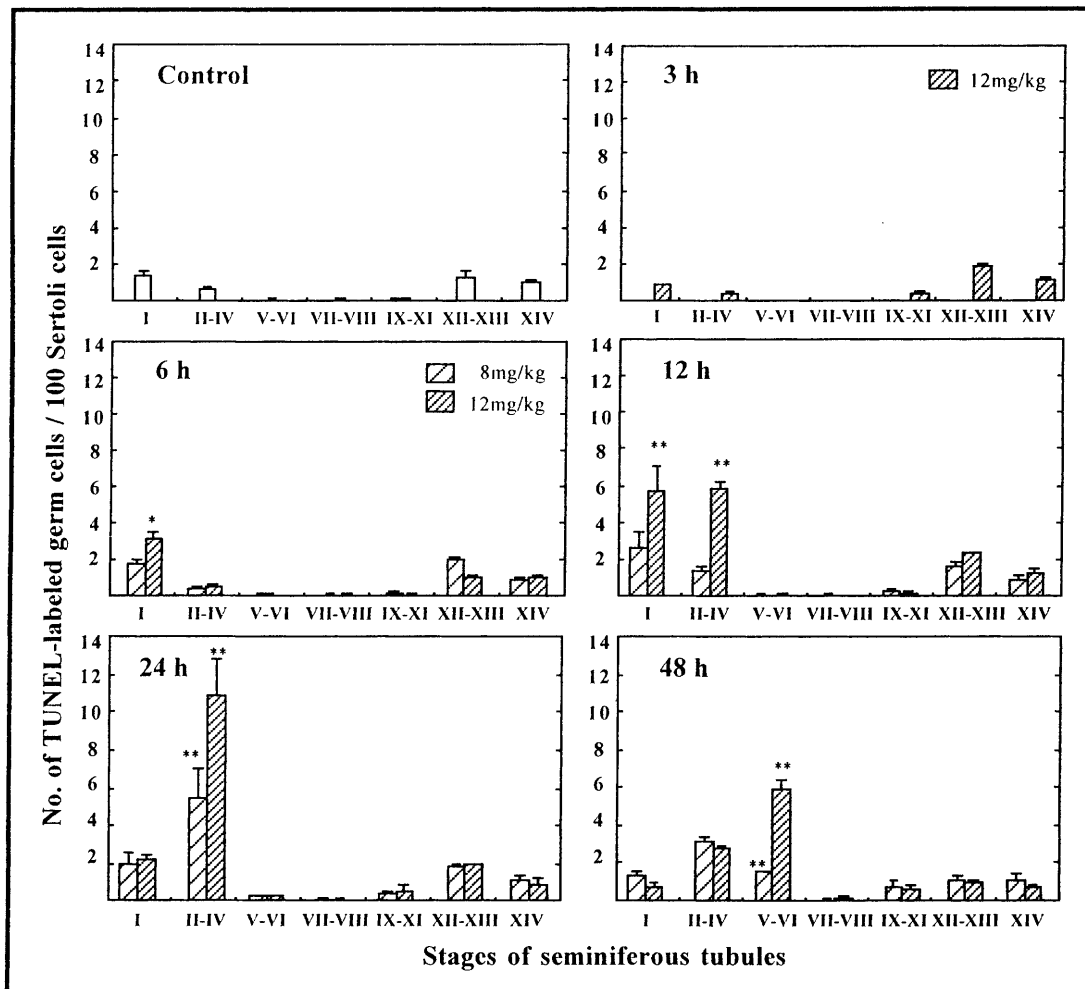 No. of TUNEL-labeled germ cells / 100 Sertoli cells
Control
14
12
10
8
6
4
2
I II-IV V-VI VII-VIII IX-XI XII-XIII XIV
3 h
12mg/kg
14
12
10
8
6
4
2
I II-IV V-VI VII-VIII IX-XI XII-XIII XIV
6 h
8mg/kg
12mg/kg
14
12
10
8
6
4
2
*
I II-IV V-VI VII-VIII IX-XI XII-XIII XIV
12 h
14
12
10
8
6
4
2
** **
I II-IV V-VI VII-VIII IX-XI XII-XIII XIV
24 h
14
12
10
8
6
4
2
** **
I II-IV V-VI VII-VIII IX-XI XII-XIII XIV
48 h
14
12
10
8
6
4
2
** **
I II-IV V-VI VII-VIII IX-XI XII-XIII XIV
Stages of seminiferous tubules